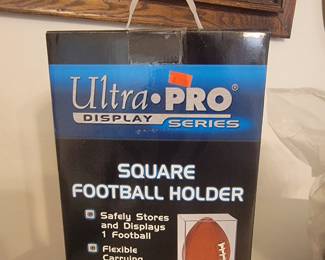 Ultra•PRO®
DISPLAY SERIES
SQUARE
FOOTBALL HOLDER
Safely Stores
and Displays
1 Football
Flexible
Carrying